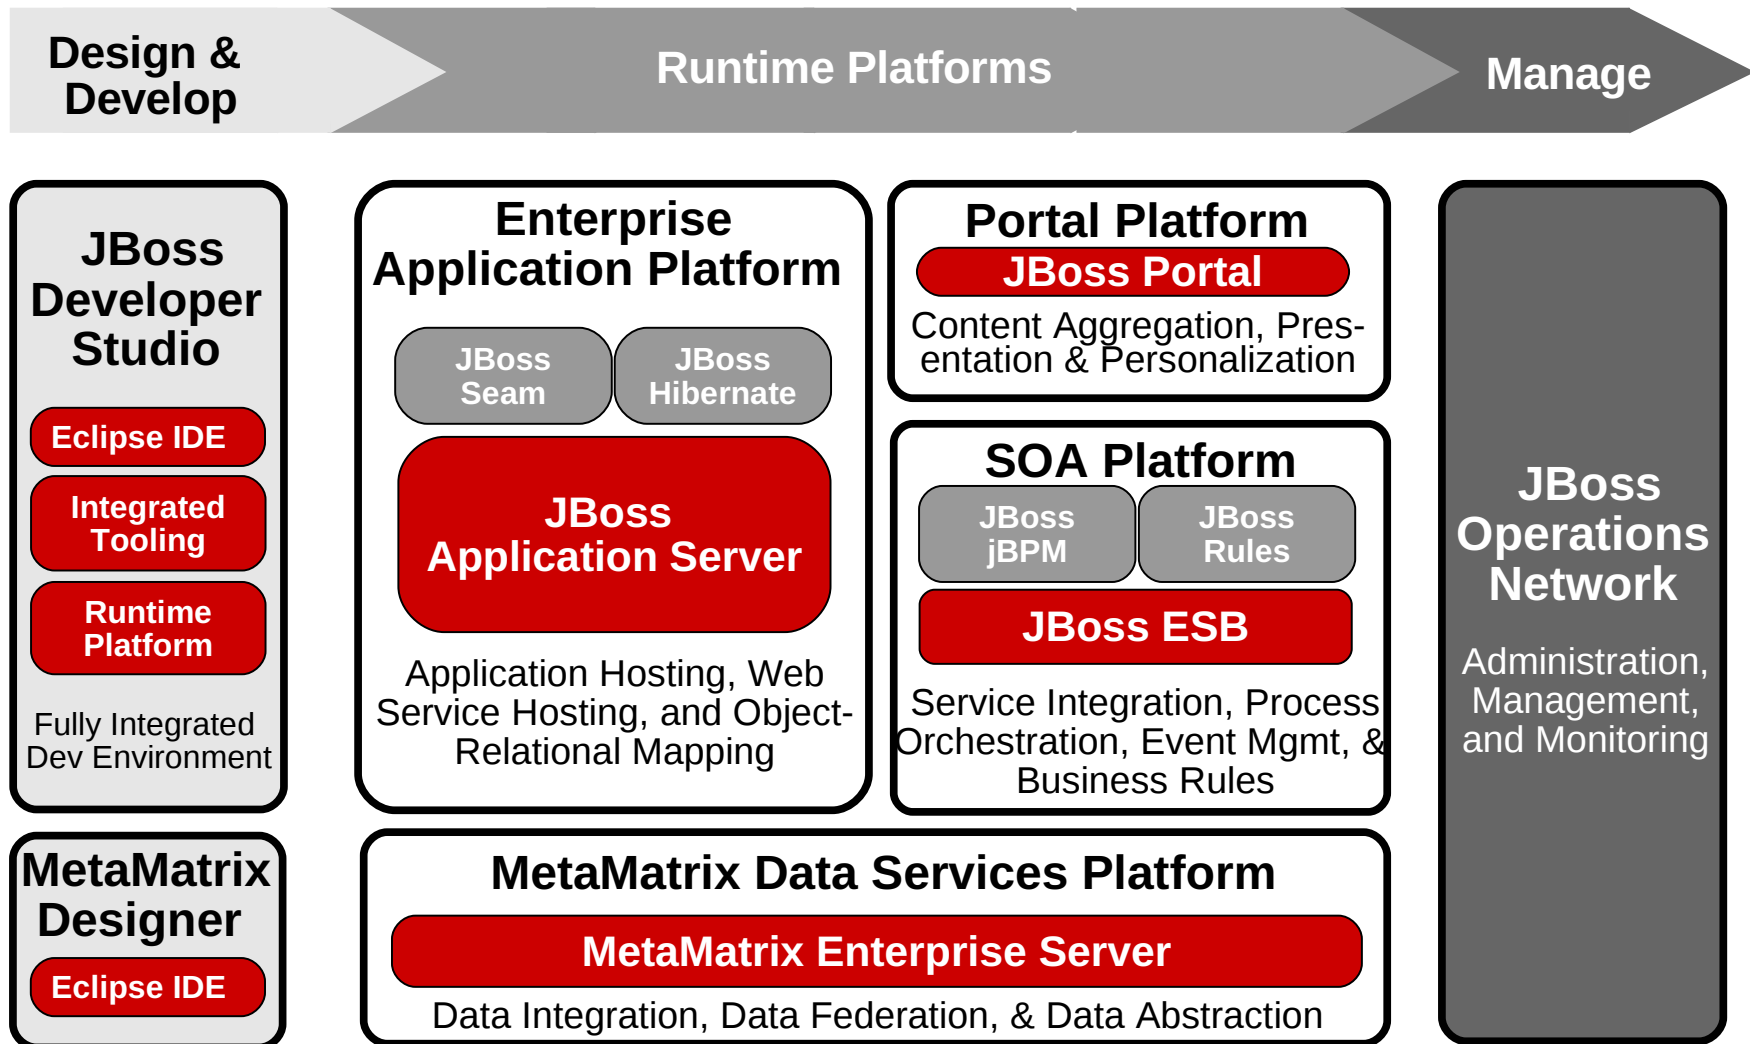 Design &
Develop
Runtime Platforms
Manage
JBoss
Developer
Studio
Eclipse IDE
Integrated
Tooling
Runtime
Platform
Fully Integrated
Dev Environment
MetaMatrix
Designer
Eclipse IDE
Enterprise
Application Platform
JBoss
Seam
JBoss
Hibernate
JBoss
Application Server
Application Hosting, Web
Service Hosting, and Object-
Relational Mapping
Portal Platform
JBoss Portal
Content Aggregation, Pres-
entation & Personalization
SOA Platform
JBoss
jBPM
JBoss
Rules
JBoss ESB
Service Integration, Process
Orchestration, Event Mgmt, &
Business Rules
MetaMatrix Data Services Platform
MetaMatrix Enterprise Server
Data Integration, Data Federation, & Data Abstraction
JBoss
Operations
Network
Administration,
Management,
and Monitoring